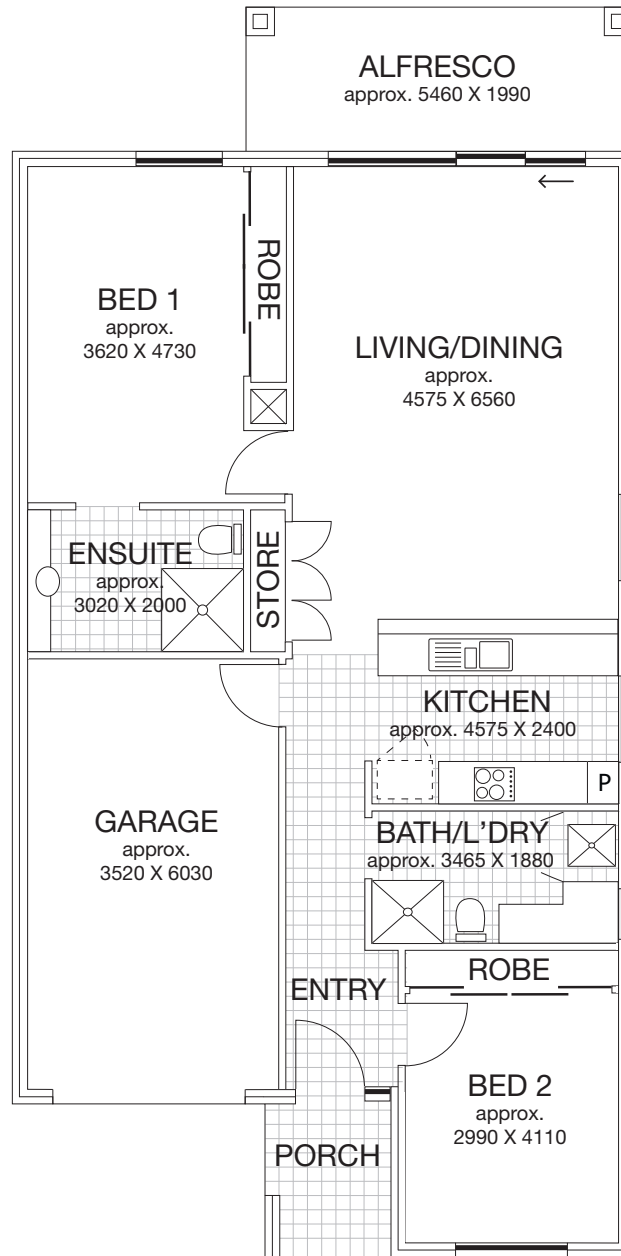 ALFRESCO
approx. 5460 X 1990
BED 1
approx.
3620 X 4730
ROBE
LIVING/DINING
approx.
4575 X 6560
ENSUITE
approx.
3020 X 2000
STORE
KITCHEN
approx. 4575 X 2400
P
GARAGE
approx.
3520 X 6030
BATH/L'DRY
approx. 3465 X 1880
ROBE
ENTRY
BED 2
approx.
2990 X 4110
PORCH